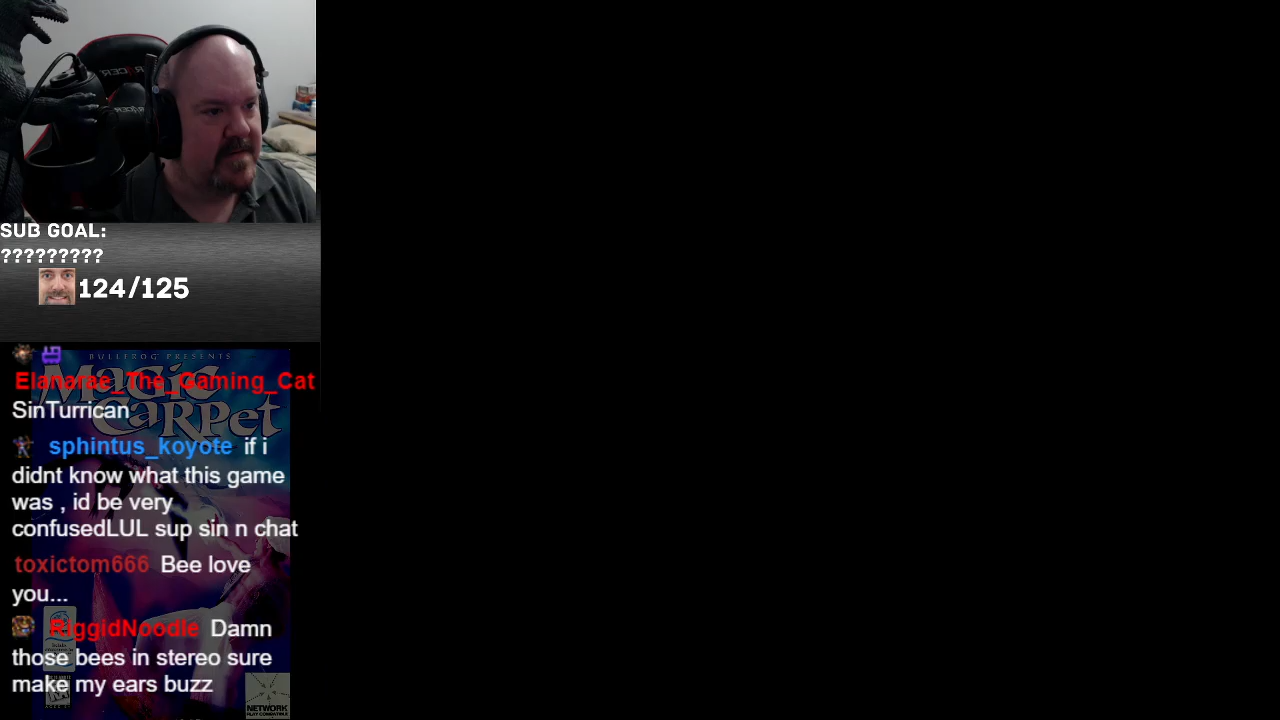 SUB GOAL:
?????????
124/125
BULLFROG PRESENTS
Magic
Carpet
Elanarae_The_Gaming_Cat
SinTurrican
sphintus_koyote if i
didnt know what this game
was , id be very
confusedLUL sup sin n chat
toxictom666 Bee love
you...
RiggidNoodle Damn
those bees in stereo sure
make my ears buzz
NETWORK